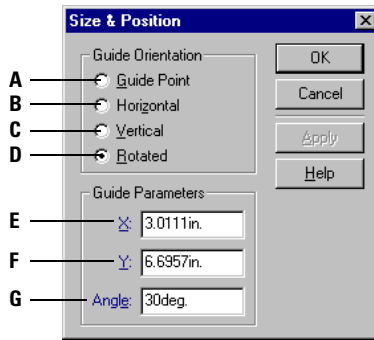 Size & Position
Guide Orientation
A Guide Point
B Horizontal
C Vertical
D Rotated
OK
Cancel
Apply
Help
Guide Parameters
E X: 3.0111in.
F Y: 6.6957in.
G Angle: 30deg.